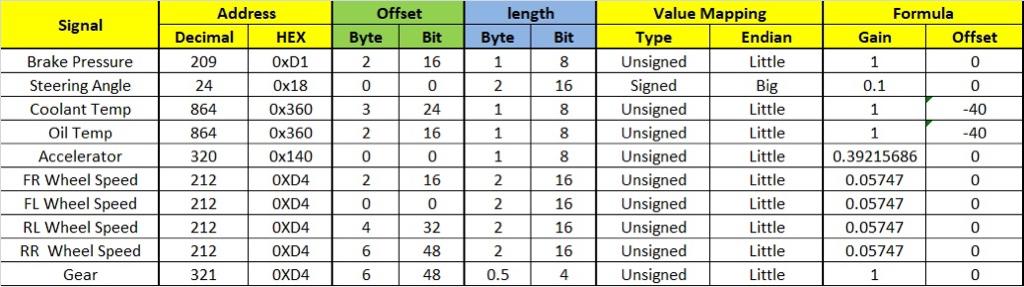 Signal Address Offset length Value Mapping Formula
Decimal HEX Byte Bit Byte Bit Type Endian Gain Offset
Brake Pressure 209 0xD1 2 16 1 8 Unsigned Little 1 0
Steering Angle 24 0x18 0 0 2 16 Signed Big 0.1 0
Coolant Temp 864 0x360 3 24 1 8 Unsigned Little 1 -40
Oil Temp 864 0x360 2 16 1 8 Unsigned Little 1 -40
Accelerator 320 0x140 0 0 1 8 Unsigned Little 0.39215686 0
FR Wheel Speed 212 0XD4 2 16 2 16 Unsigned Little 0.05747 0
FL Wheel Speed 212 0XD4 0 0 2 16 Unsigned Little 0.05747 0
RL Wheel Speed 212 0XD4 4 32 2 16 Unsigned Little 0.05747 0
RR Wheel Speed 212 0XD4 6 48 2 16 Unsigned Little 0.05747 0
Gear 321 0XD4 6 48 0.5 4 Unsigned Little 1 0